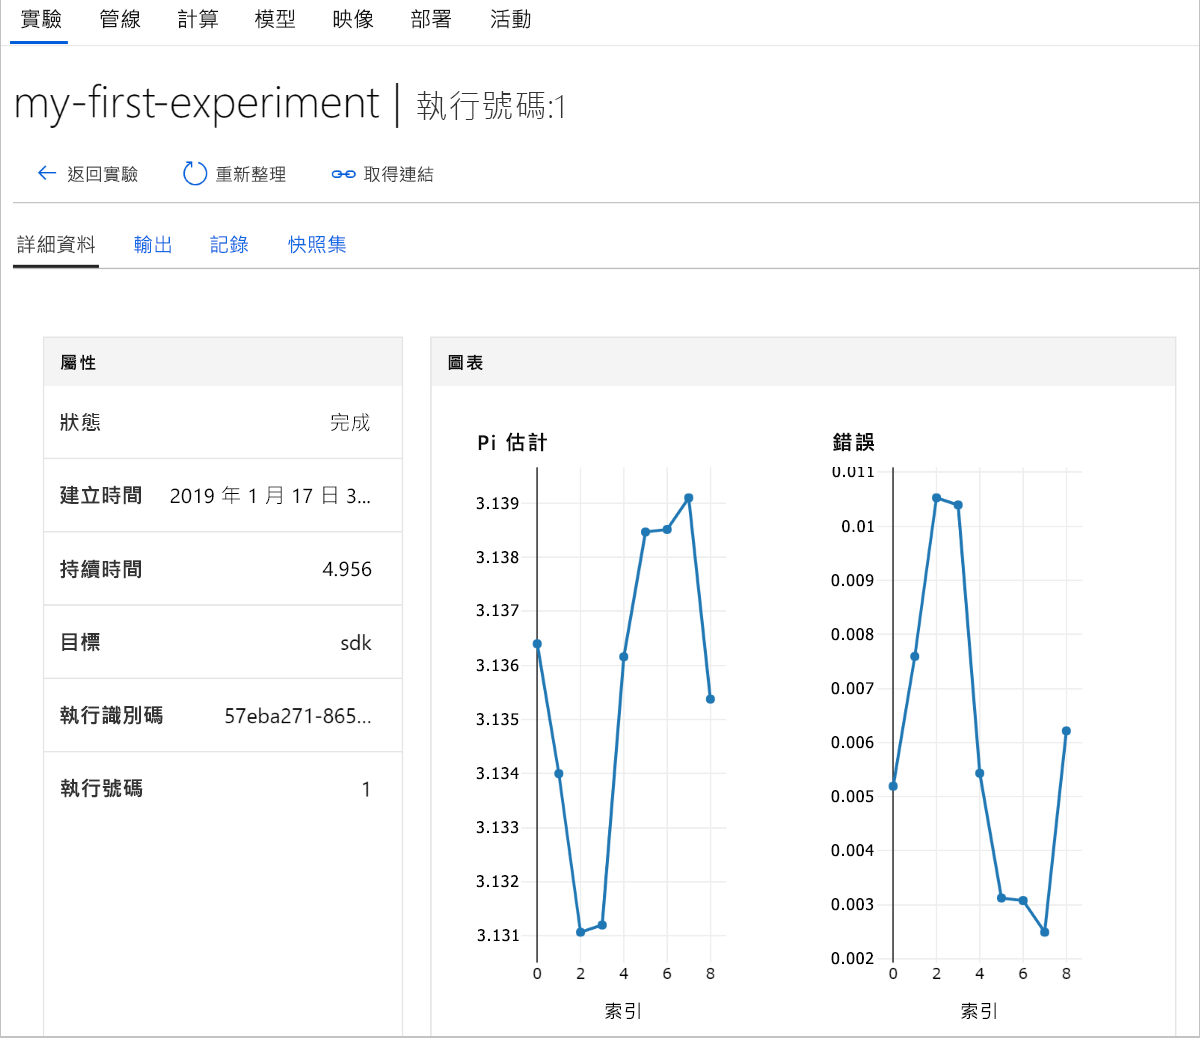 實驗 管線 計算 模型 映像 部署 活動
my-first-experiment | 執行號碼:1
返回實驗 重新整理 取得連結
詳細資料 輸出 記錄 快照集
屬性
狀態 完成
建立時間 2019 年 1 月 17 日 3...
持續時間 4.956
目標 sdk
執行識別碼 57eba271-865...
執行號碼 1
圖表
Pi 估計
3.139
3.138
3.137
3.136
3.135
3.134
3.133
3.132
3.131
0 2 4 6 8
索引
錯誤
0.011
0.01
0.009
0.008
0.007
0.006
0.005
0.004
0.003
0.002
0 2 4 6 8
索引